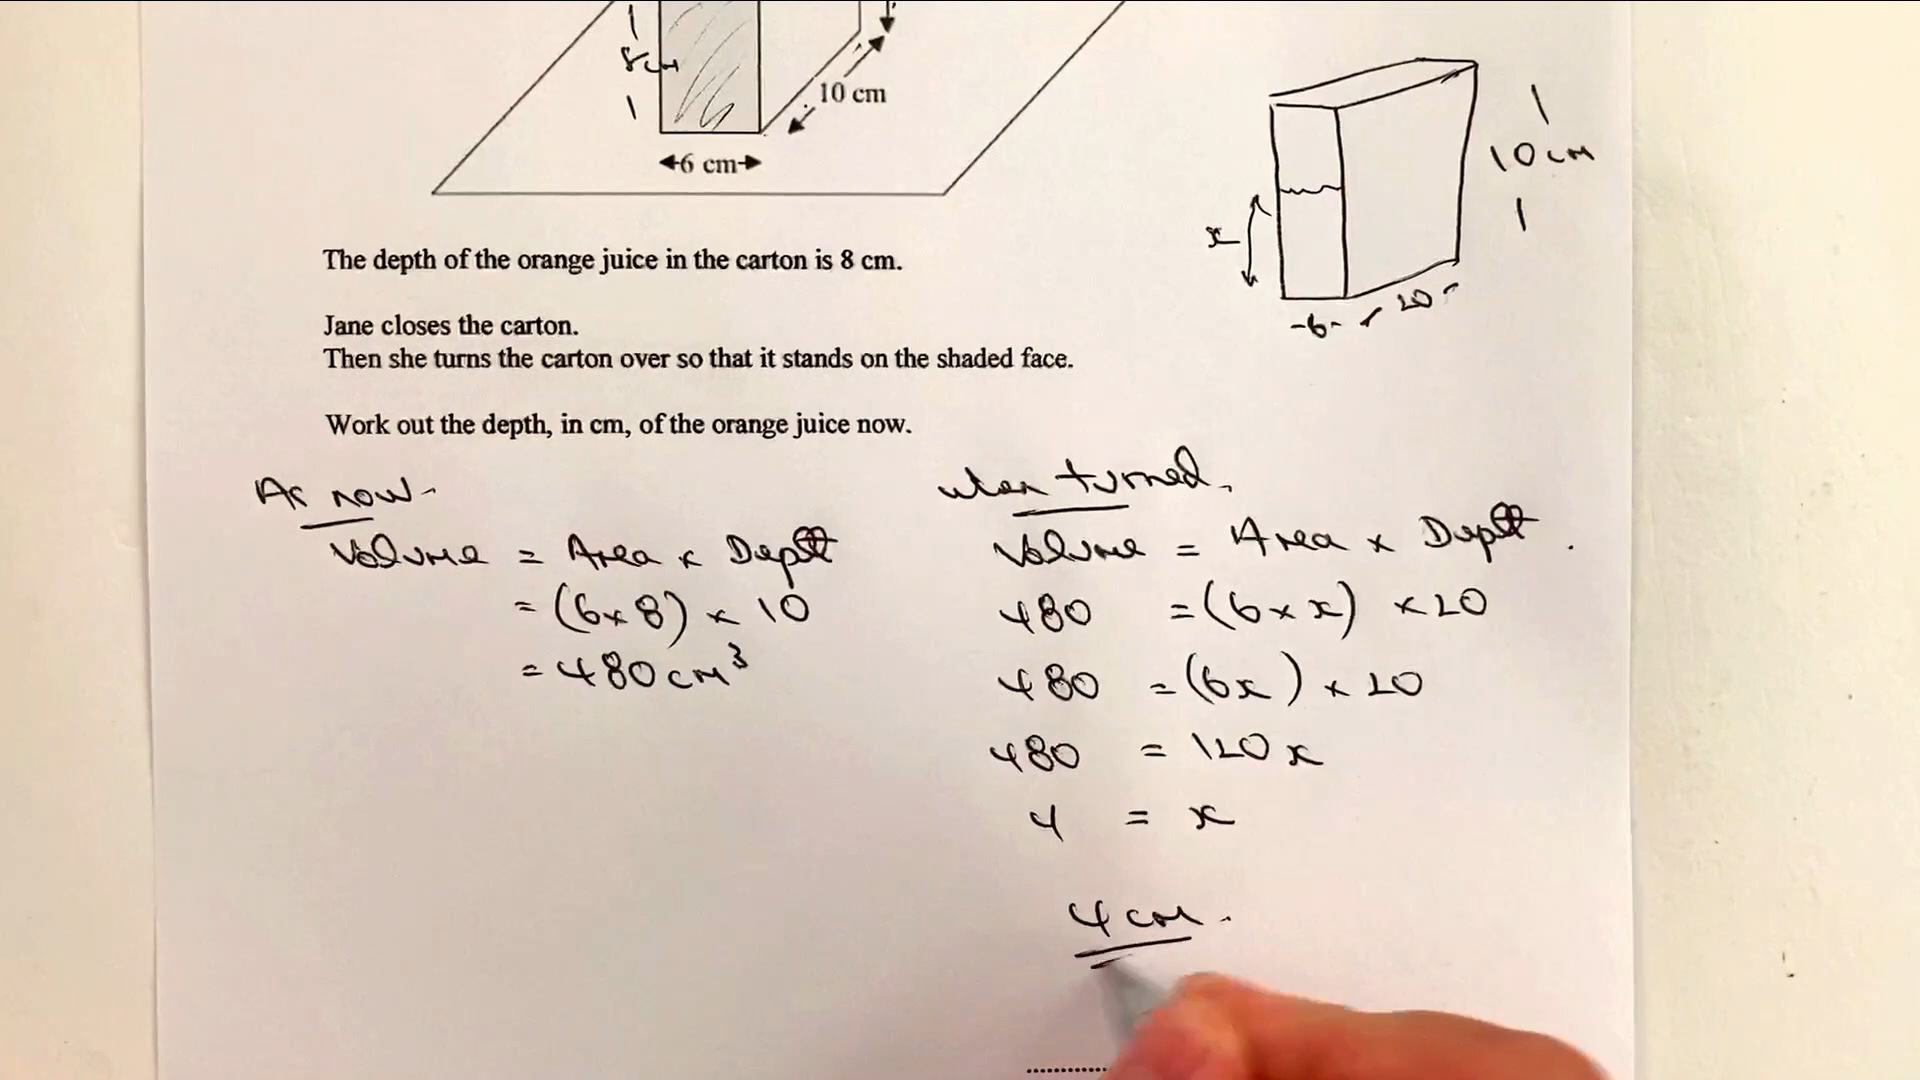 8cm
10 cm
6 cm
10cm
x
6
20
The depth of the orange juice in the carton is 8 cm.
Jane closes the carton.
Then she turns the carton over so that it stands on the shaded face.
Work out the depth, in cm, of the orange juice now.
As now
Volume = Area x Depth
= (6x8) x 10
= 480cm³
When turned.
Volume = Area x Depth.
480 = (6 x x) x 20
480 = (6x) x 20
480 = 120x
4 = x
4cm.